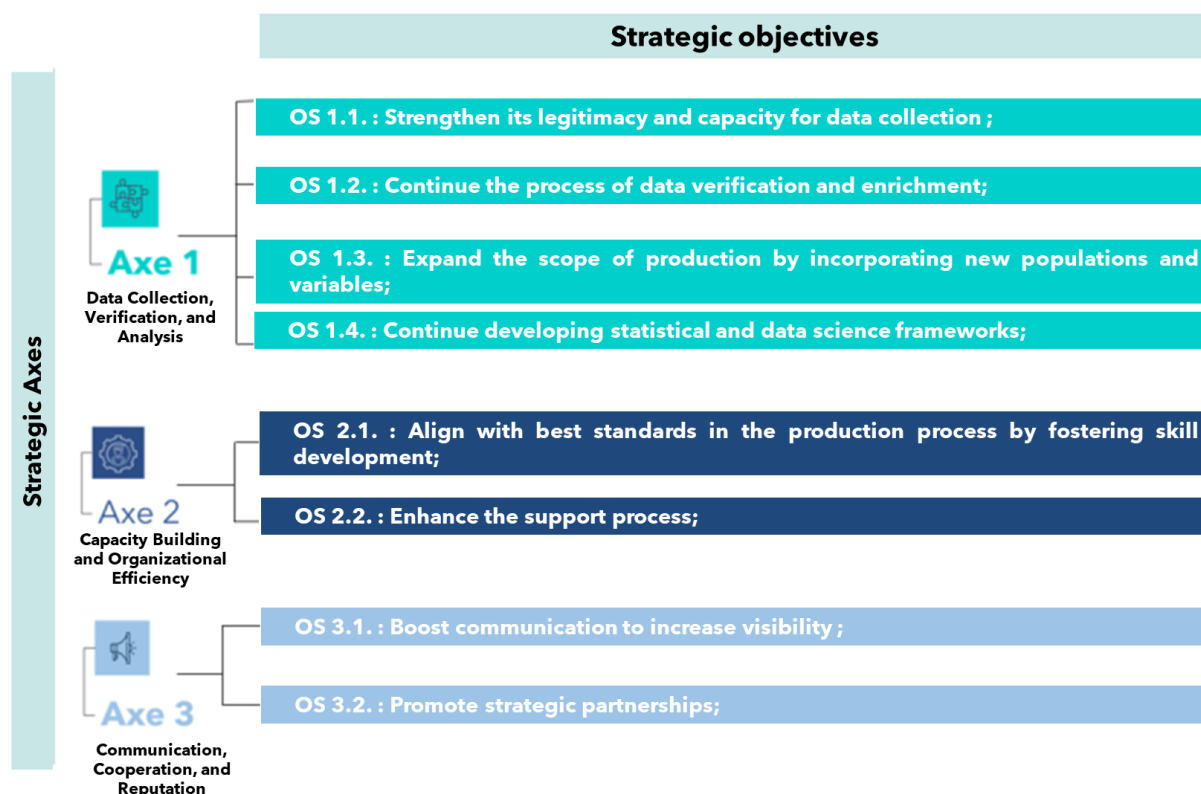 Strategic objectives
Strategic Axes
OS 1.1. : Strengthen its legitimacy and capacity for data collection ;
OS 1.2. : Continue the process of data verification and enrichment;
Axe 1
Data Collection,
Verification, and
Analysis
OS 1.3. : Expand the scope of production by incorporating new populations and
variables;
OS 1.4. : Continue developing statistical and data science frameworks;
Axe 2
Capacity Building
and Organizational
Efficiency
OS 2.1. : Align with best standards in the production process by fostering skill
development;
OS 2.2. : Enhance the support process;
Axe 3
Communication,
Cooperation, and
Reputation
OS 3.1. : Boost communication to increase visibility ;
OS 3.2. : Promote strategic partnerships;